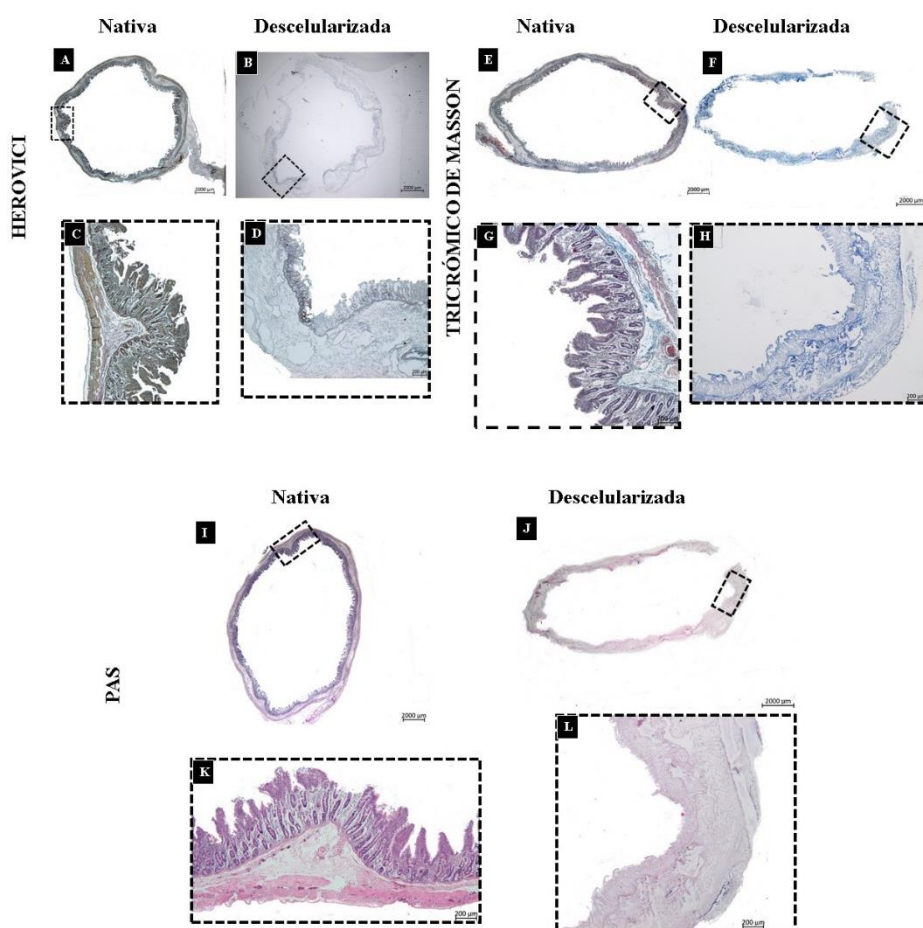 Nativa
Descelularizada
Nativa
Descelularizada
HEROVICI
TRICRÓMICO DE MASSON
A
2000 µm
B
2000 µm
E
2000 µm
F
2000 µm
C
D
200 µm
G
200 µm
H
200 µm
Nativa
Descelularizada
PAS
I
2000 µm
J
2000 µm
K
200 µm
L
200 µm